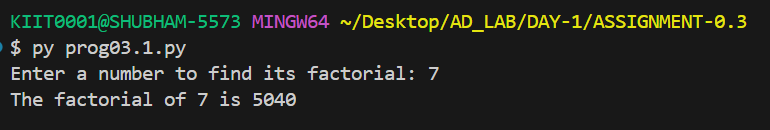 KIIT0001@SHUBHAM-5573 MINGW64 ~/Desktop/AD_LAB/DAY-1/ASSIGNMENT-0.3
$ py prog03.1.py
Enter a number to find its factorial: 7
The factorial of 7 is 5040